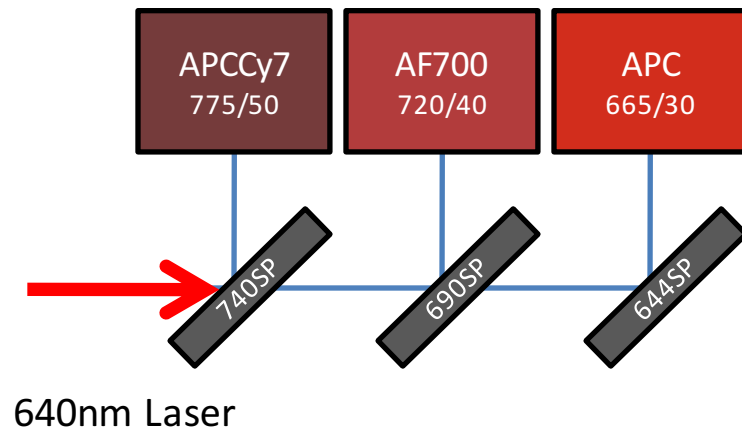 APCCy7
775/50
AF700
720/40
APC
665/30
740SP
690SP
644SP
640nm Laser